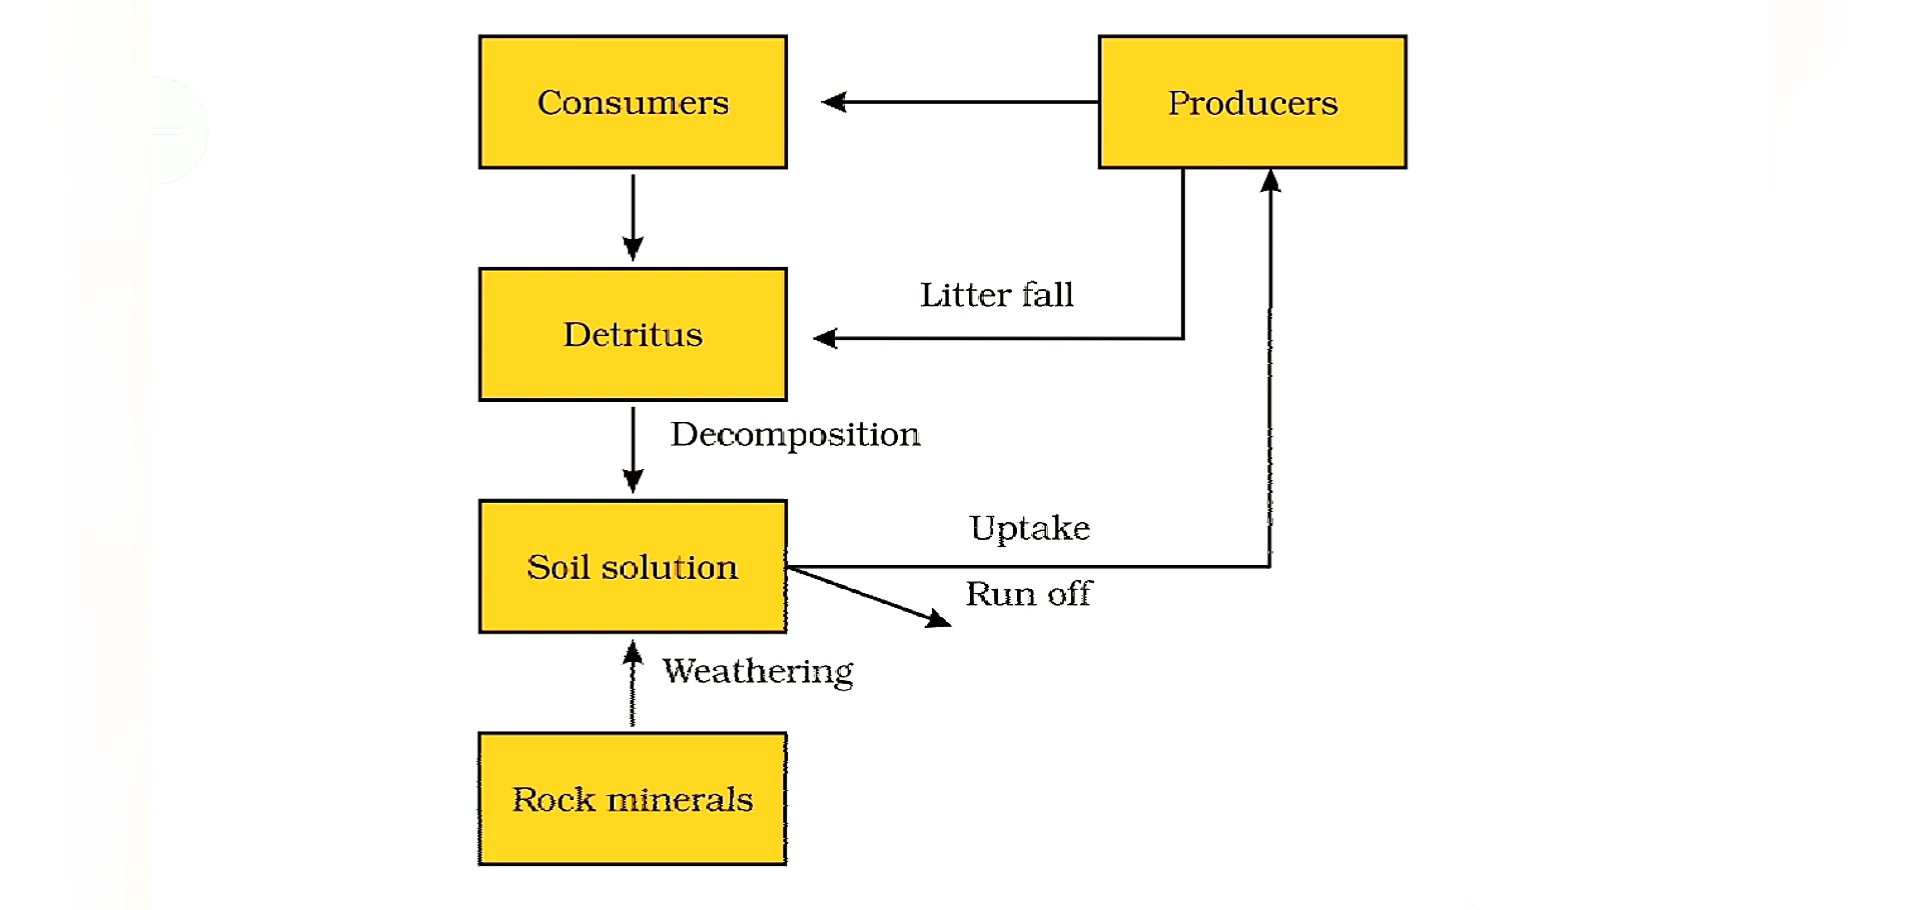 Consumers
Producers
Litter fall
Detritus
Decomposition
Uptake
Soil solution
Run off
Weathering
Rock minerals